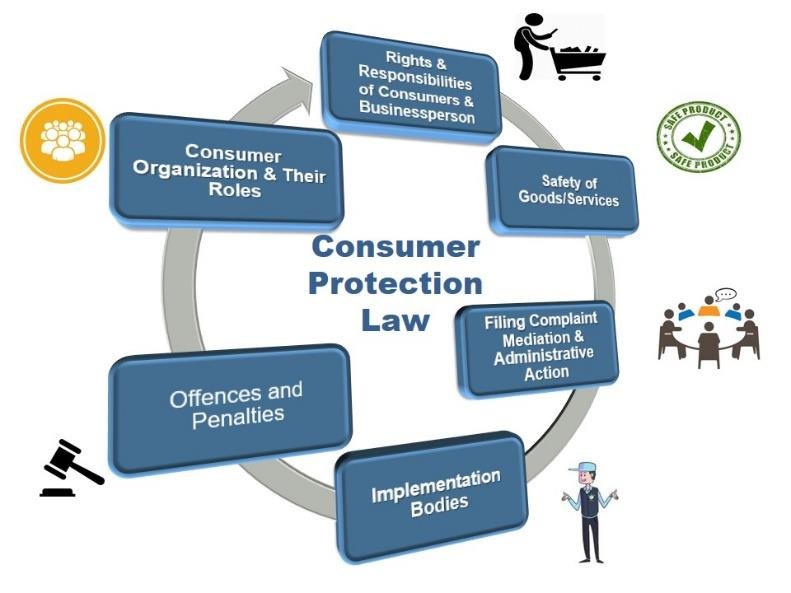 Rights &
Responsibilities
of Consumers &
Businessperson
Consumer
Organization & Their
Roles
SAFE PRODUCT
SAFE PRODUCT
Safety of
Goods/Services
Consumer
Protection
Law
Filing Complaint
Mediation &
Administrative
Action
Offences and
Penalties
Implementation
Bodies